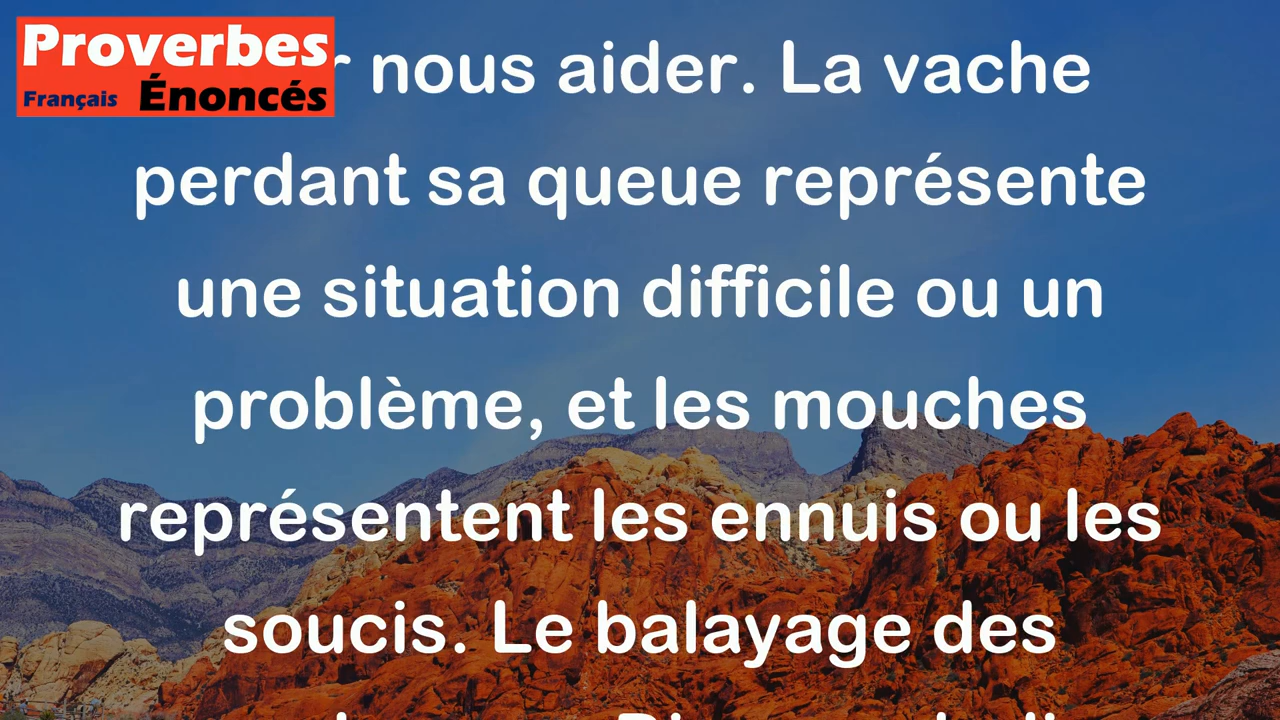 Proverbes
Français Énoncés
nous aider. La vache
perdant sa queue représente
une situation difficile ou un
problème, et les mouches
représentent les ennuis ou les
soucis. Le balayage des